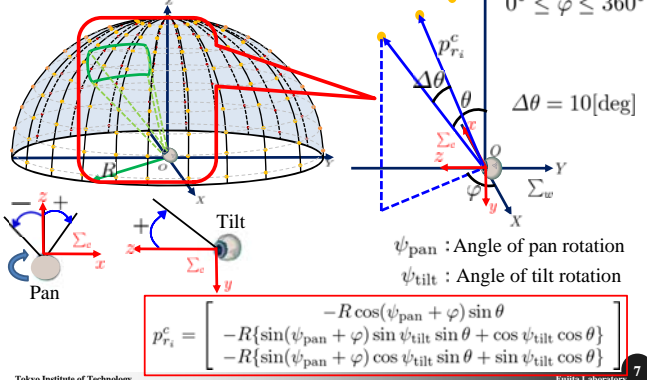 z
0° ≤ φ ≤ 360°
p^c_{r_i}
Δθ
θ
Δθ = 10[deg]
x
O
R
o
Y
X
Σ_c
z
O
Y
φ
Σ_w
y
X
− z +
Σ_c
x
Pan
+
Tilt
z
Σ_c
y
ψ_pan : Angle of pan rotation
ψ_tilt : Angle of tilt rotation
p^c_{r_i} = [ −R cos(ψ_pan + φ) sin θ
−R{sin(ψ_pan + φ) sin ψ_tilt sin θ + cos ψ_tilt cos θ}
−R{sin(ψ_pan + φ) cos ψ_tilt sin θ + sin ψ_tilt cos θ} ]
Tokyo Institute of Technology
Fujita Laboratory
7